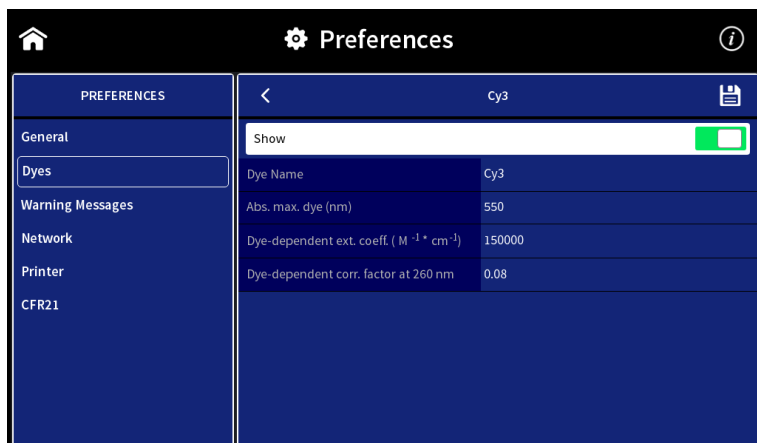 Preferences
PREFERENCES
Cy3
General
Show
Dyes
Dye Name
Cy3
Warning Messages
Abs. max. dye (nm)
550
Network
Dye-dependent ext. coeff. ( M -1 * cm-1)
150000
Printer
Dye-dependent corr. factor at 260 nm
0.08
CFR21